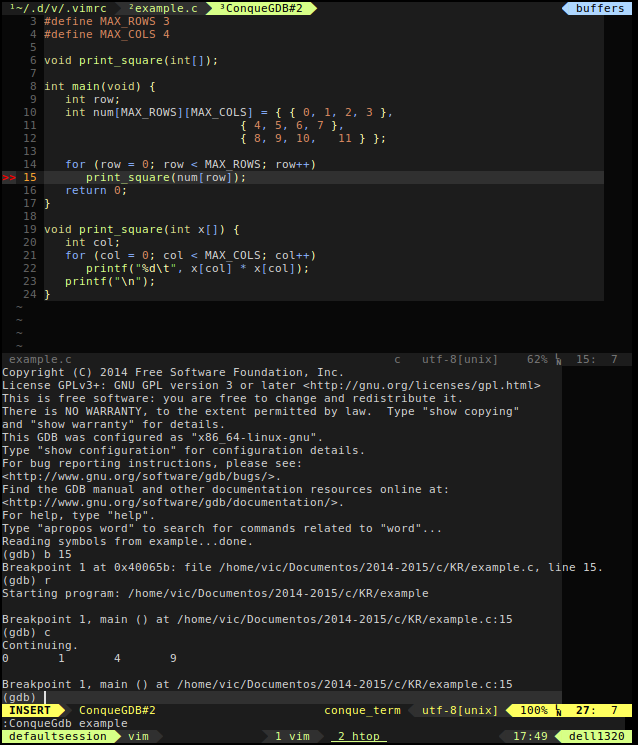 ¹~/.d/v/.vimrc ²example.c ³ConqueGDB#2 buffers
3 #define MAX_ROWS 3
4 #define MAX_COLS 4
5
6 void print_square(int[]);
7
8 int main(void) {
9    int row;
10    int num[MAX_ROWS][MAX_COLS] = { { 0, 1, 2, 3 },
11                             { 4, 5, 6, 7 },
12                             { 8, 9, 10,   11 } };
13
14    for (row = 0; row < MAX_ROWS; row++)
>> 15       print_square(num[row]);
16    return 0;
17 }
18
19 void print_square(int x[]) {
20    int col;
21    for (col = 0; col < MAX_COLS; col++)
22       printf("%d\t", x[col] * x[col]);
23    printf("\n");
24 }
~
~
~
~
example.c c utf-8[unix] 62% ␤ 15: 7
Copyright (C) 2014 Free Software Foundation, Inc.
License GPLv3+: GNU GPL version 3 or later <http://gnu.org/licenses/gpl.html>
This is free software: you are free to change and redistribute it.
There is NO WARRANTY, to the extent permitted by law.  Type "show copying"
and "show warranty" for details.
This GDB was configured as "x86_64-linux-gnu".
Type "show configuration" for configuration details.
For bug reporting instructions, please see:
<http://www.gnu.org/software/gdb/bugs/>.
Find the GDB manual and other documentation resources online at:
<http://www.gnu.org/software/gdb/documentation/>.
For help, type "help".
Type "apropos word" to search for commands related to "word"...
Reading symbols from example...done.
(gdb) b 15
Breakpoint 1 at 0x40065b: file /home/vic/Documentos/2014-2015/c/KR/example.c, line 15.
(gdb) r
Starting program: /home/vic/Documentos/2014-2015/c/KR/example

Breakpoint 1, main () at /home/vic/Documentos/2014-2015/c/KR/example.c:15
(gdb) c
Continuing.
0       1       4       9

Breakpoint 1, main () at /home/vic/Documentos/2014-2015/c/KR/example.c:15
(gdb)
INSERT ConqueGDB#2 conque_term utf-8[unix] 100% ␤ 27: 7
:ConqueGdb example
defaultsession vim 1 vim 2 htop 17:49 dell1320